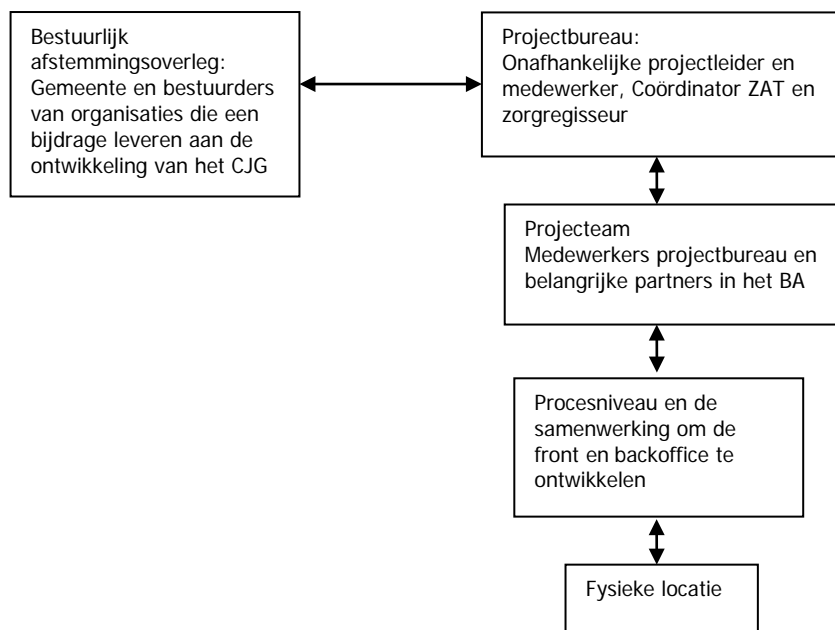 Bestuurlijk
afstemmingsoverleg:
Gemeente en bestuurders
van organisaties die een
bijdrage leveren aan de
ontwikkeling van het CJG
Projectbureau:
Onafhankelijke projectleider en
medewerker, Coördinator ZAT en
zorgregisseur
Projecteam
Medewerkers projectbureau en
belangrijke partners in het BA
Procesniveau en de
samenwerking om de
front en backoffice te
ontwikkelen
Fysieke locatie